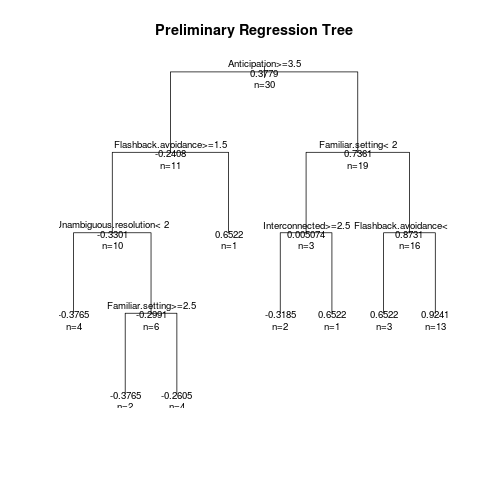 Preliminary Regression Tree
Anticipation>=3.5
0.3779
n=30
Flashback.avoidance>=1.5
-0.2408
n=11
Familiar.setting< 2
0.7361
n=19
Unambiguous.resolution< 2
-0.3301
n=10
0.6522
n=1
Interconnected>=2.5
0.005074
n=3
Flashback.avoidance<
0.8731
n=16
-0.3765
n=4
Familiar.setting>=2.5
-0.2991
n=6
-0.3185
n=2
0.6522
n=1
0.6522
n=3
0.9241
n=13
-0.3765
n=2
-0.2605
n=4